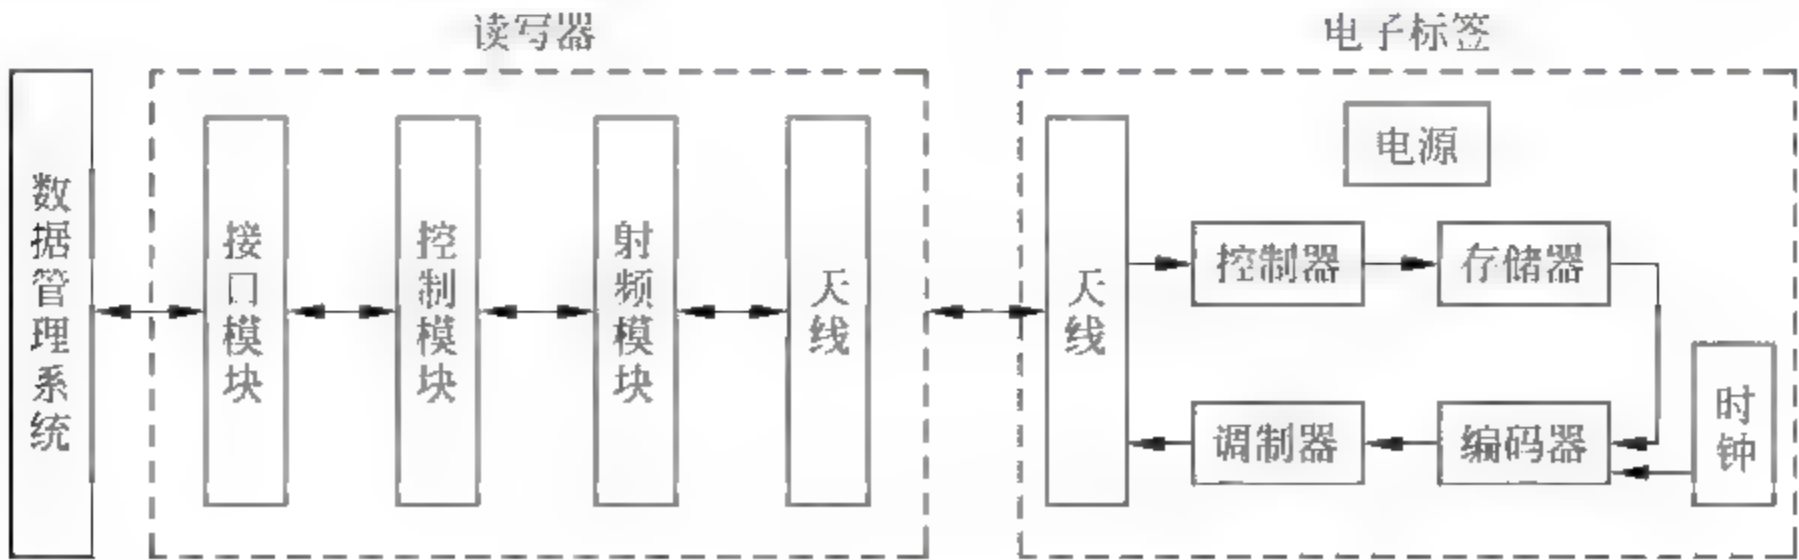 读写器
电子标签
数据管理系统
接口模块
控制模块
射频模块
天线
天线
电源
控制器
存储器
调制器
编码器
时钟